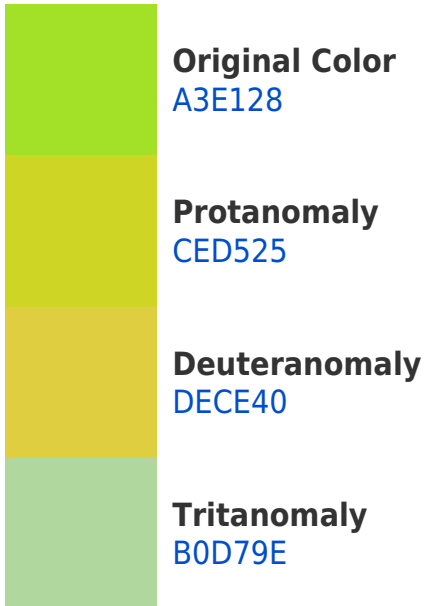 Original Color
A3E128
Protanomaly
CED525
Deuteranomaly
DECE40
Tritanomaly
B0D79E